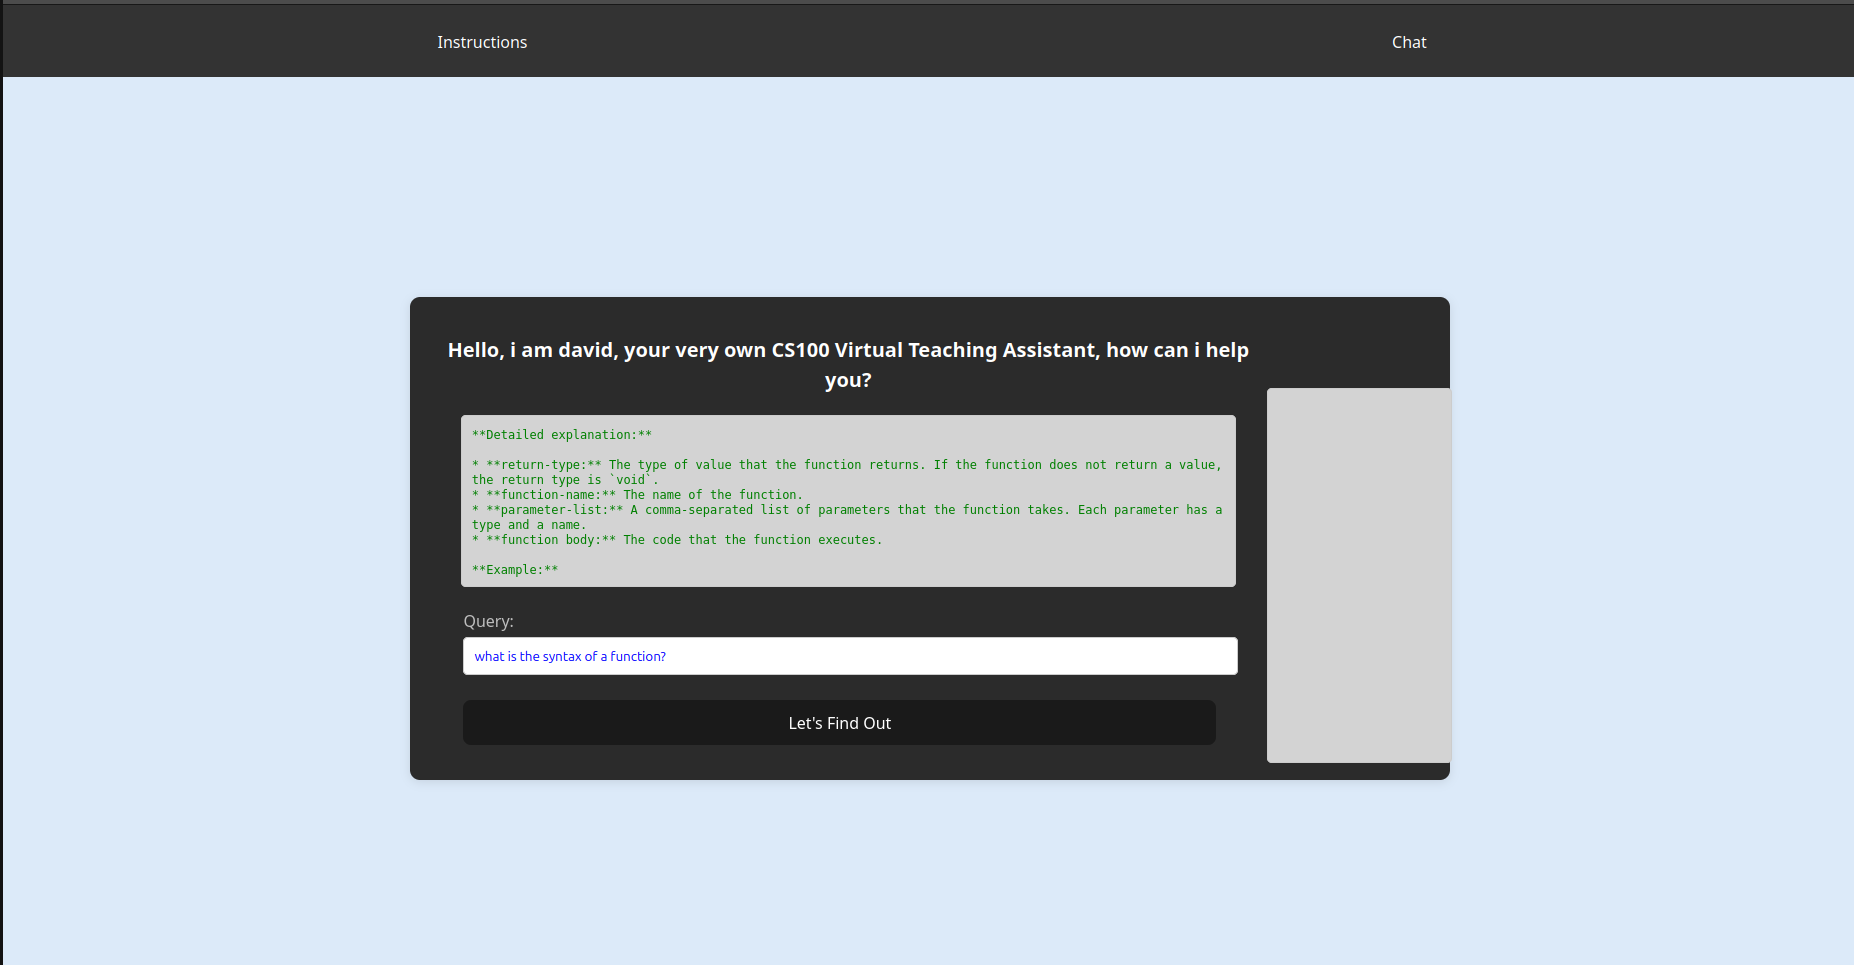 Instructions
Chat
Hello, i am david, your very own CS100 Virtual Teaching Assistant, how can i help
you?
**Detailed explanation:**
* **return-type:** The type of value that the function returns. If the function does not return a value,
the return type is `void`.
* **function-name:** The name of the function.
* **parameter-list:** A comma-separated list of parameters that the function takes. Each parameter has a
type and a name.
* **function body:** The code that the function executes.
**Example:**
Query:
what is the syntax of a function?
Let's Find Out